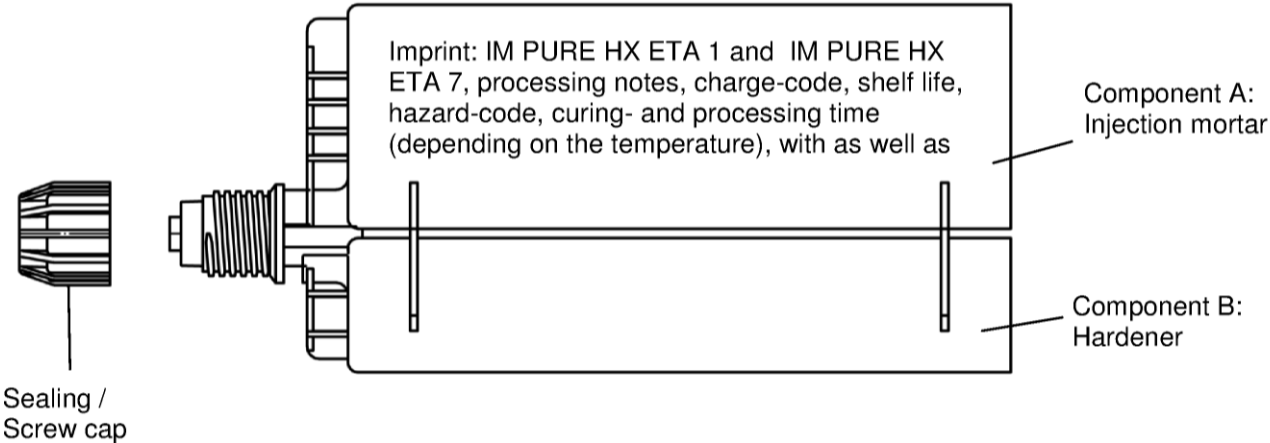 Imprint: IM PURE HX ETA 1 and IM PURE HX
ETA 7, processing notes, charge-code, shelf life,
hazard-code, curing- and processing time
(depending on the temperature), with as well as
Component A:
Injection mortar
Component B:
Hardener
Sealing /
Screw cap